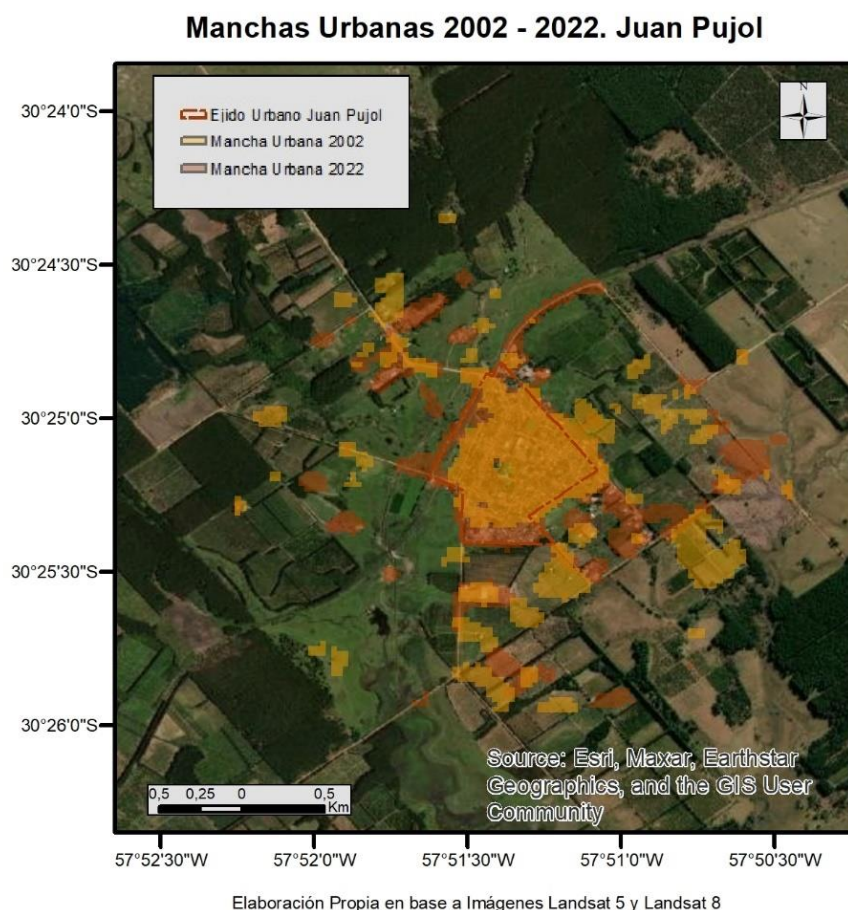 Manchas Urbanas 2002 - 2022. Juan Pujol
Ejido Urbano Juan Pujol
Mancha Urbana 2002
Mancha Urbana 2022
N
30°24'0"S
30°24'30"S
30°25'0"S
30°25'30"S
30°26'0"S
Source: Esri, Maxar, Earthstar
Geographics, and the GIS User
Community
0,5 0,25 0 0,5
Km
57°52'30"W 57°52'0"W 57°51'30"W 57°51'0"W 57°50'30"W
Elaboración Propia en base a Imágenes Landsat 5 y Landsat 8